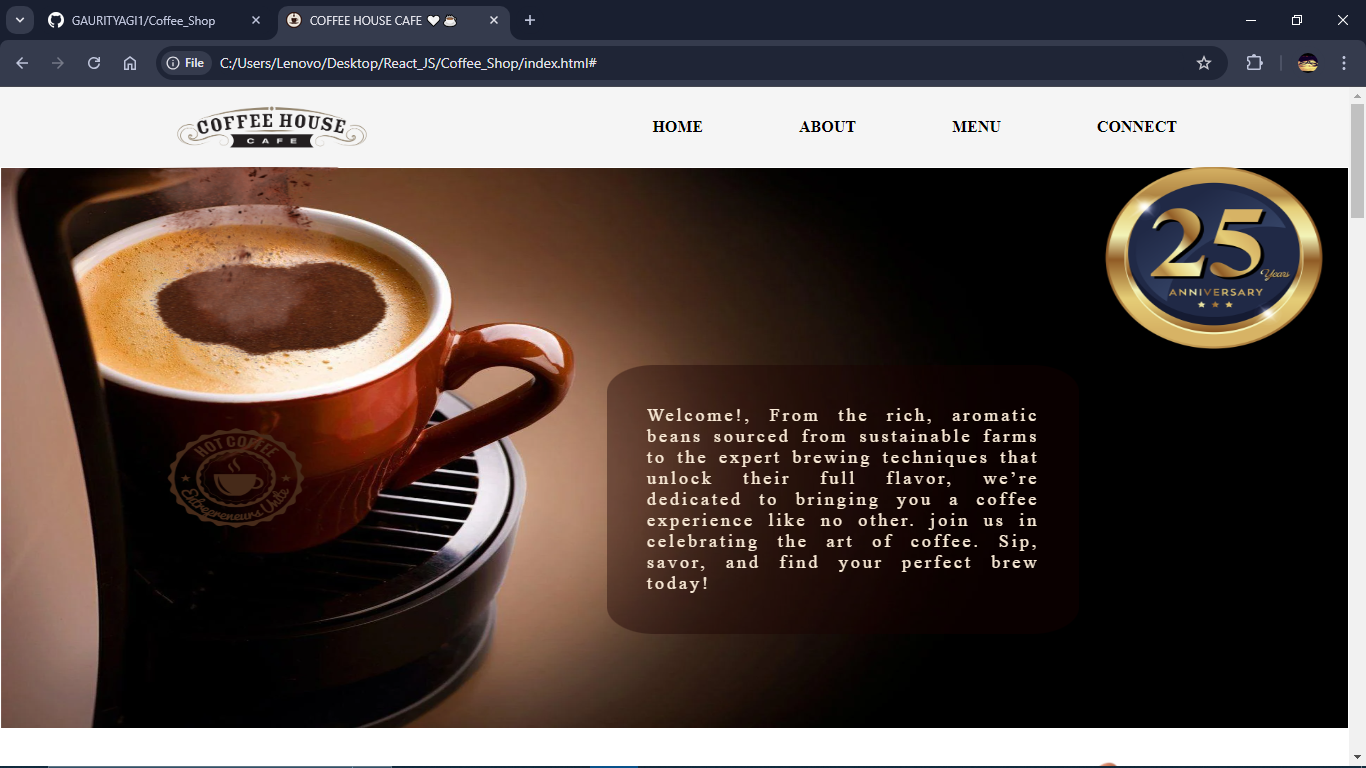 GAURITYAGI1/Coffee_Shop
COFFEE HOUSE CAFE ❤ ☕
File
C:/Users/Lenovo/Desktop/React_JS/Coffee_Shop/index.html#
COFFEE HOUSE
CAFE
HOME ABOUT MENU CONNECT
25
Years
ANNIVERSARY
Welcome!, From the rich, aromatic
beans sourced from sustainable farms
to the expert brewing techniques that
unlock their full flavor, we’re
dedicated to bringing you a coffee
experience like no other. join us in
celebrating the art of coffee. Sip,
savor, and find your perfect brew
today!
HOT COFFEE
Entrepreneurs Unite